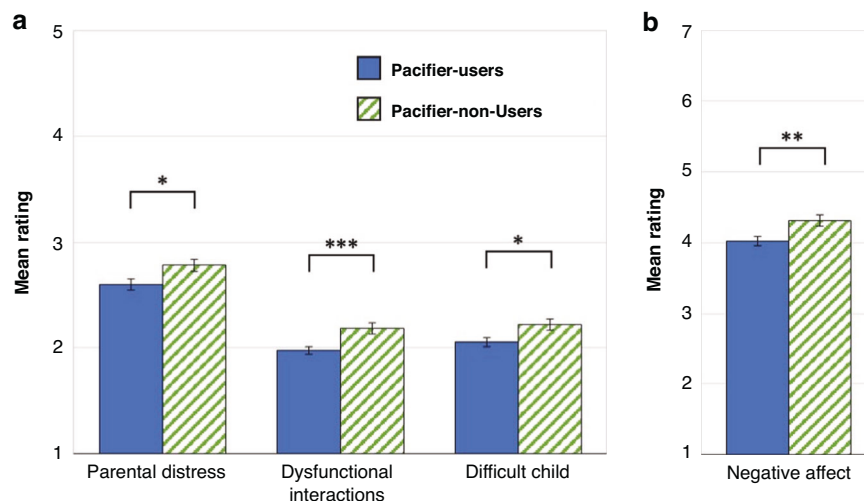 a
5
4
3
2
1
Mean rating
Pacifier-users
Pacifier-non-Users
*
***
*
Parental distress
Dysfunctional
interactions
Difficult child
b
7
6
5
4
3
4
1
Mean rating
**
Negative affect